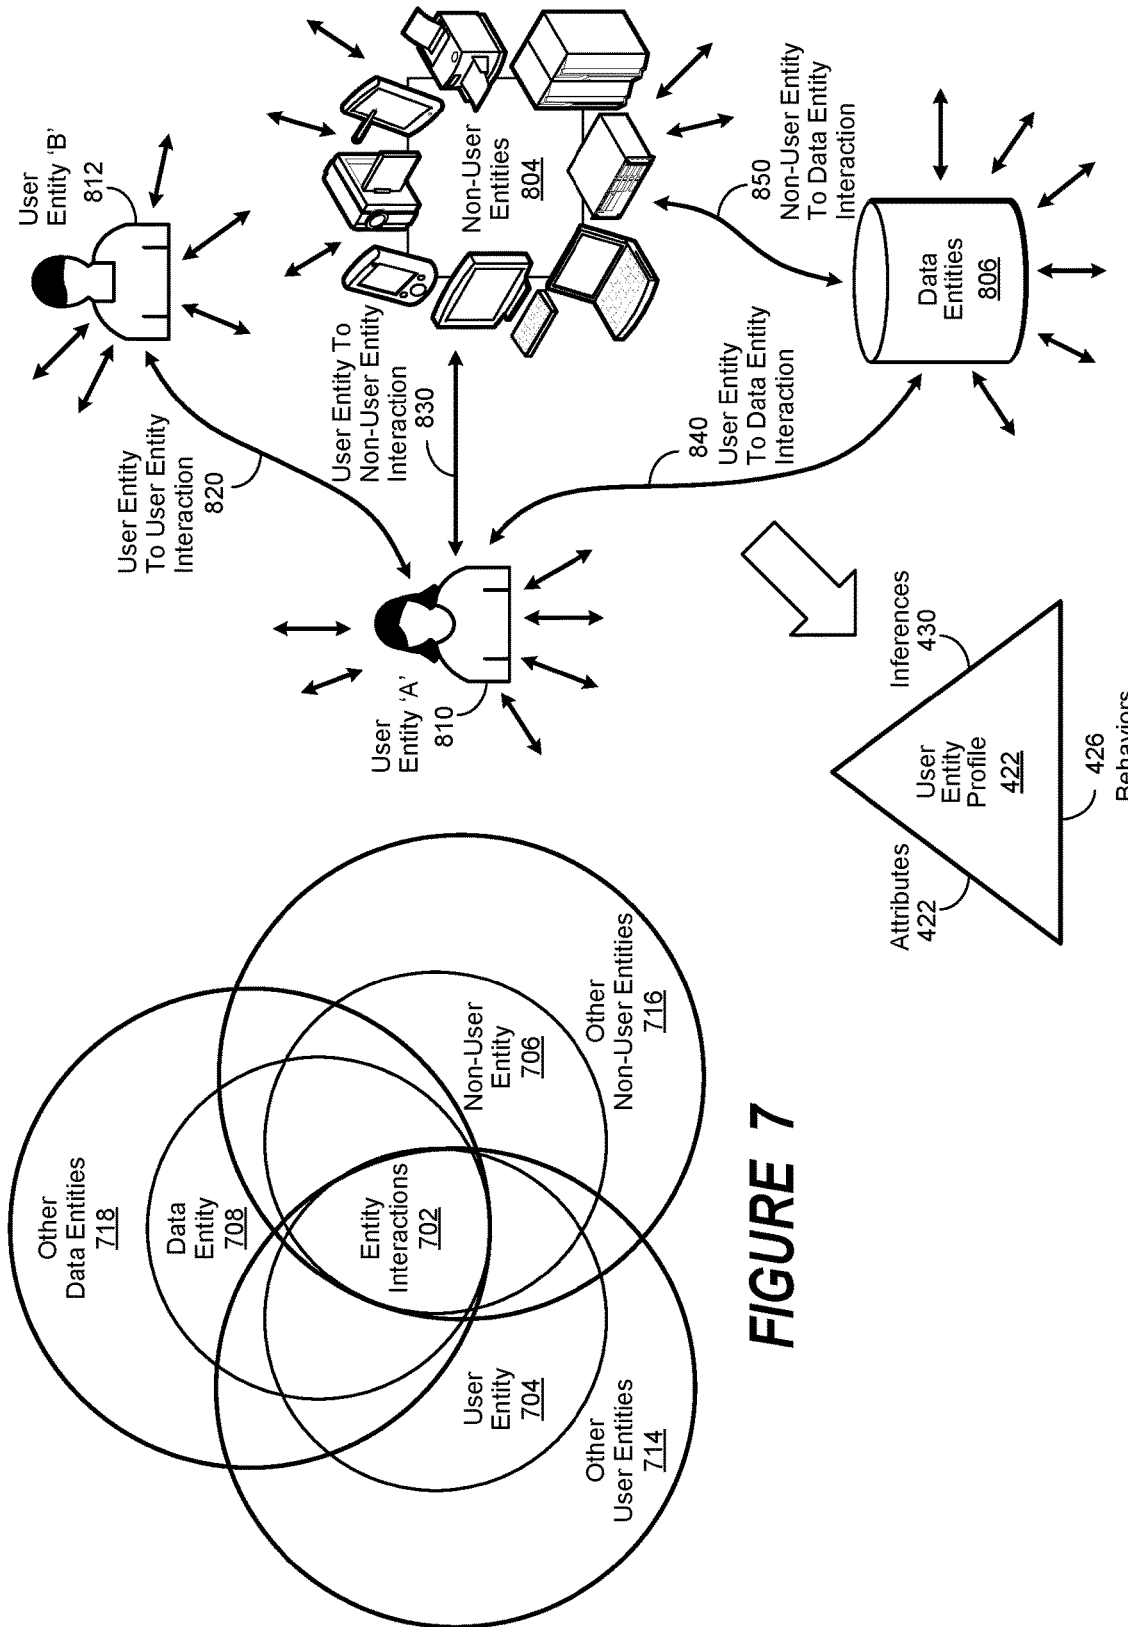 Other
Data Entities
718
Data
Entity
708
Entity
Interactions
702
User
Entity
704
Non-User
Entity
706
Other
User Entities
714
Other
Non-User Entities
716
FIGURE 7
User
Entity 'B'
812
User Entity
To User Entity
Interaction
820
User
Entity 'A'
810
User Entity To
Non-User Entity
Interaction
830
Non-User
Entities
804
840
User Entity
To Data Entity
Interaction
850
Non-User Entity
To Data Entity
Interaction
Data
Entities
806
Attributes
422
Inferences
430
User
Entity
Profile
422
426
Behaviors